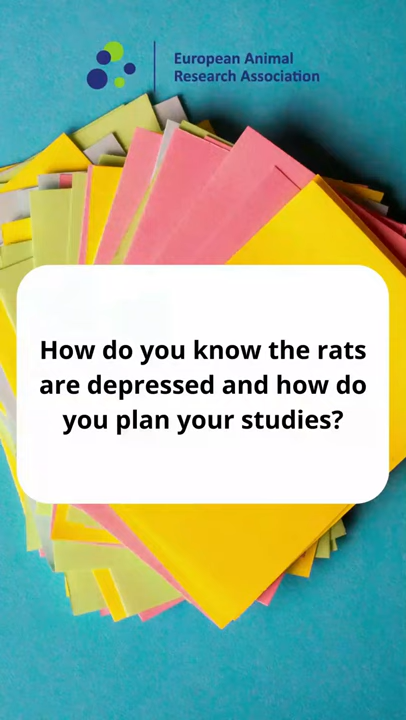 European Animal
Research Association
How do you know the rats
are depressed and how do
you plan your studies?